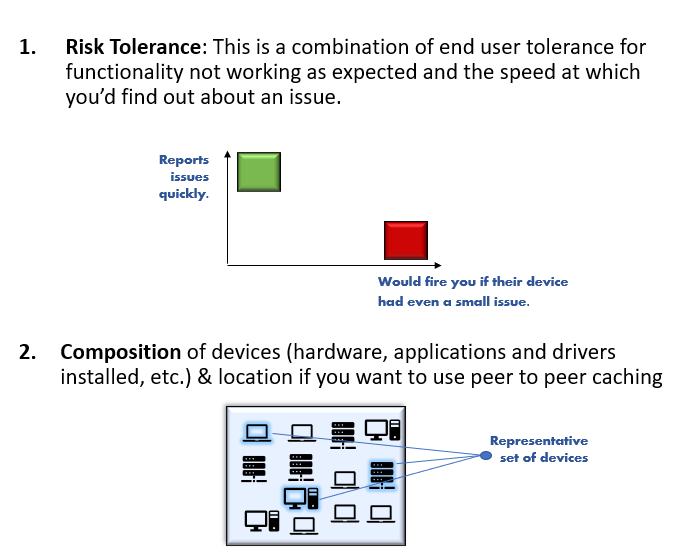 1. Risk Tolerance: This is a combination of end user tolerance for
functionality not working as expected and the speed at which
you’d find out about an issue.
Reports
issues
quickly.
Would fire you if their device
had even a small issue.
2. Composition of devices (hardware, applications and drivers
installed, etc.) & location if you want to use peer to peer caching
Representative
set of devices